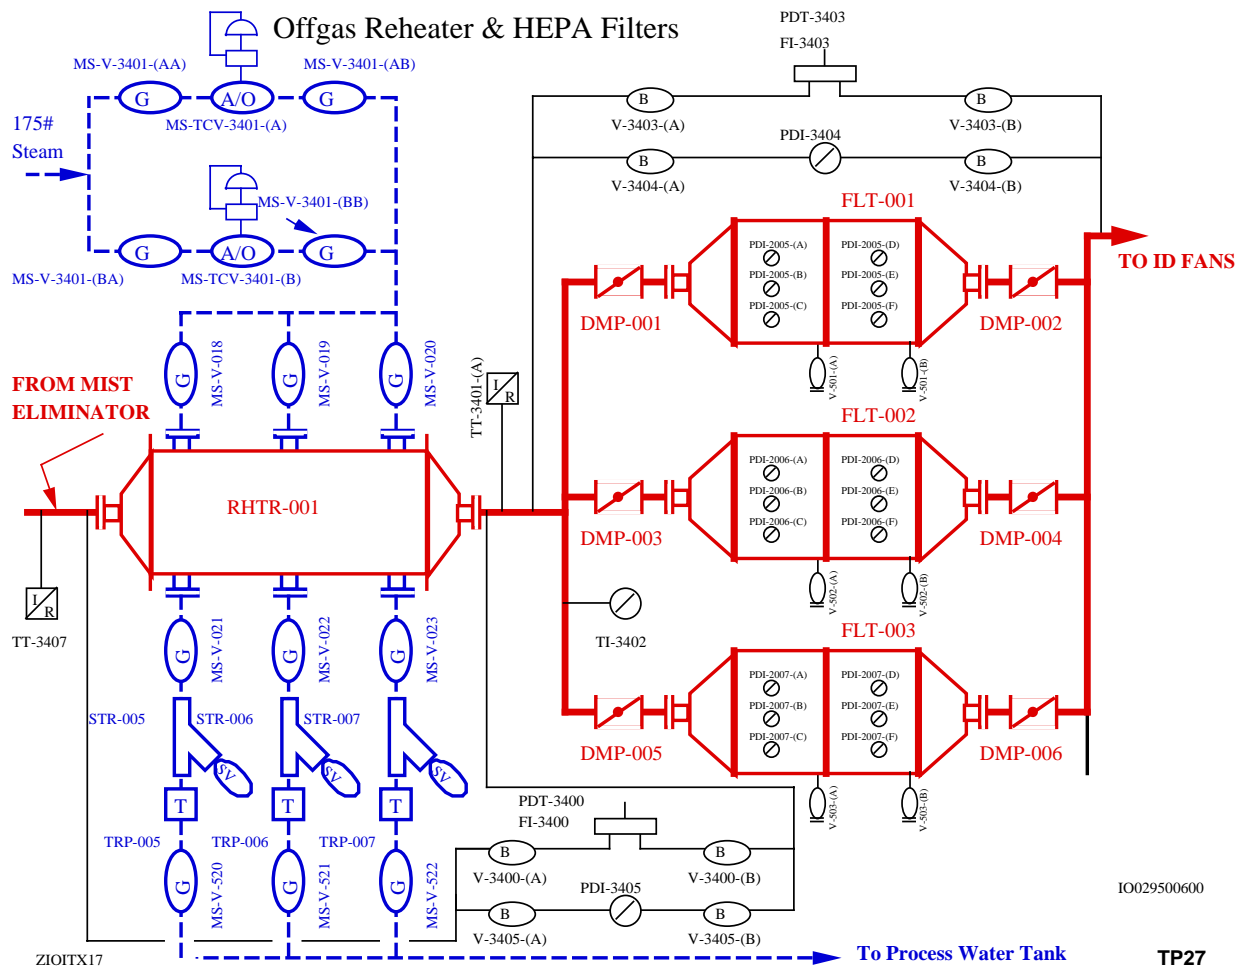 Offgas Reheater & HEPA Filters
PDT-3403
FI-3403
MS-V-3401-(AA)
MS-V-3401-(AB)
G
A/O
G
B
B
V-3403-(A)
V-3403-(B)
MS-TCV-3401-(A)
175#
Steam
PDI-3404
B
B
V-3404-(A)
V-3404-(B)
MS-V-3401-(BB)
FLT-001
G
A/O
G
MS-V-3401-(BA)
MS-TCV-3401-(B)
PDI-2005-(A)
PDI-2005-(D)
PDI-2005-(B)
PDI-2005-(E)
PDI-2005-(C)
PDI-2005-(F)
TO ID FANS
DMP-001
DMP-002
G
MS-V-018
G
MS-V-019
G
MS-V-020
TT-3401-(A)
I
R
V-501-(A)
V-501-(B)
FROM MIST
ELIMINATOR
FLT-002
PDI-2006-(A)
PDI-2006-(D)
PDI-2006-(B)
PDI-2006-(E)
PDI-2006-(C)
PDI-2006-(F)
RHTR-001
DMP-003
DMP-004
V-502-(A)
V-502-(B)
I
R
TT-3407
TI-3402
G
MS-V-021
G
MS-V-022
G
MS-V-023
FLT-003
PDI-2007-(A)
PDI-2007-(D)
PDI-2007-(B)
PDI-2007-(E)
PDI-2007-(C)
PDI-2007-(F)
STR-005
STR-006
STR-007
DMP-005
DMP-006
SV
SV
SV
V-503-(A)
V-503-(B)
T
T
T
PDT-3400
FI-3400
TRP-005
TRP-006
TRP-007
B
B
V-3400-(A)
V-3400-(B)
G
MS-V-520
G
MS-V-521
G
MS-V-522
PDI-3405
B
B
V-3405-(A)
V-3405-(B)
IO029500600
To Process Water Tank
ZIOITX17
TP27